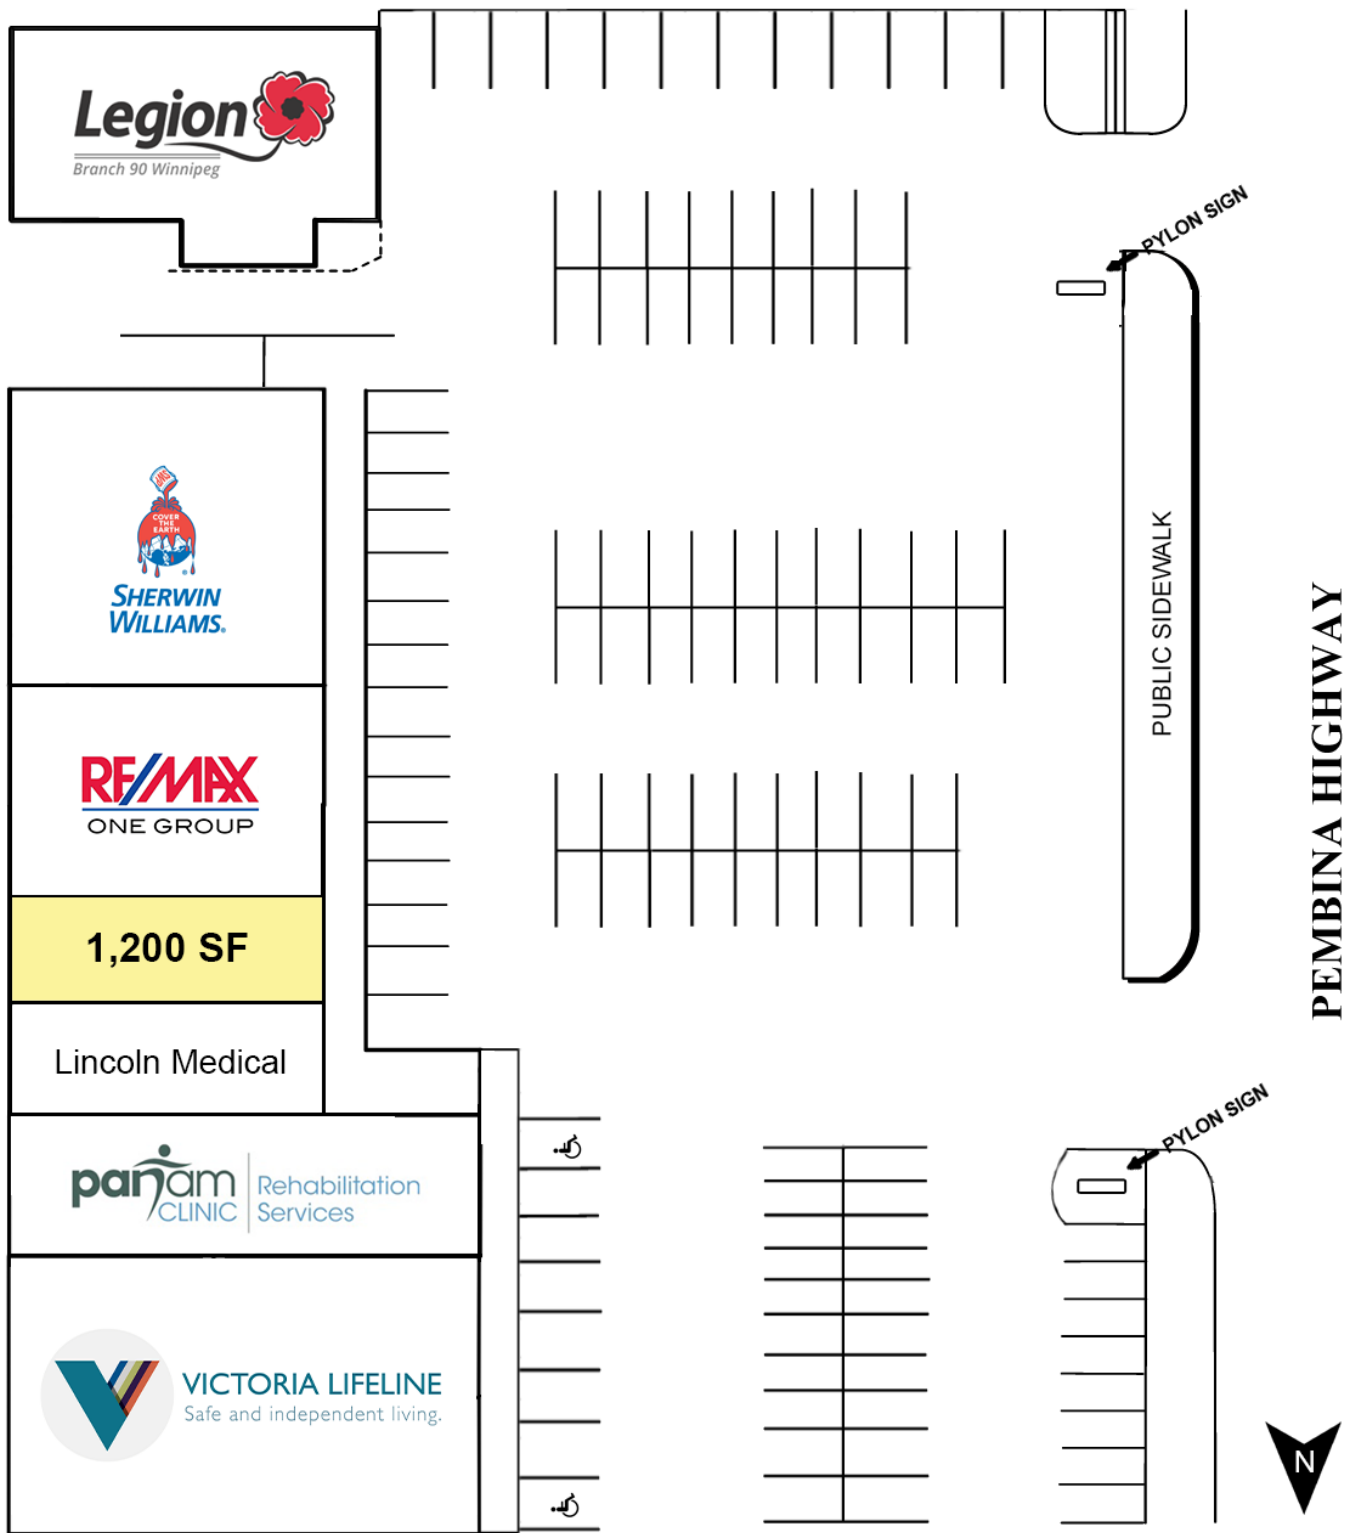 Legion
Branch 90 Winnipeg
PYLON SIGN
SWP
COVER
THE
EARTH
SHERWIN
WILLIAMS.
PUBLIC SIDEWALK
PEMBINA HIGHWAY
RE/MAX
ONE GROUP
1,200 SF
Lincoln Medical
PYLON SIGN
panam
CLINIC
Rehabilitation
Services
VICTORIA LIFELINE
Safe and independent living.
N